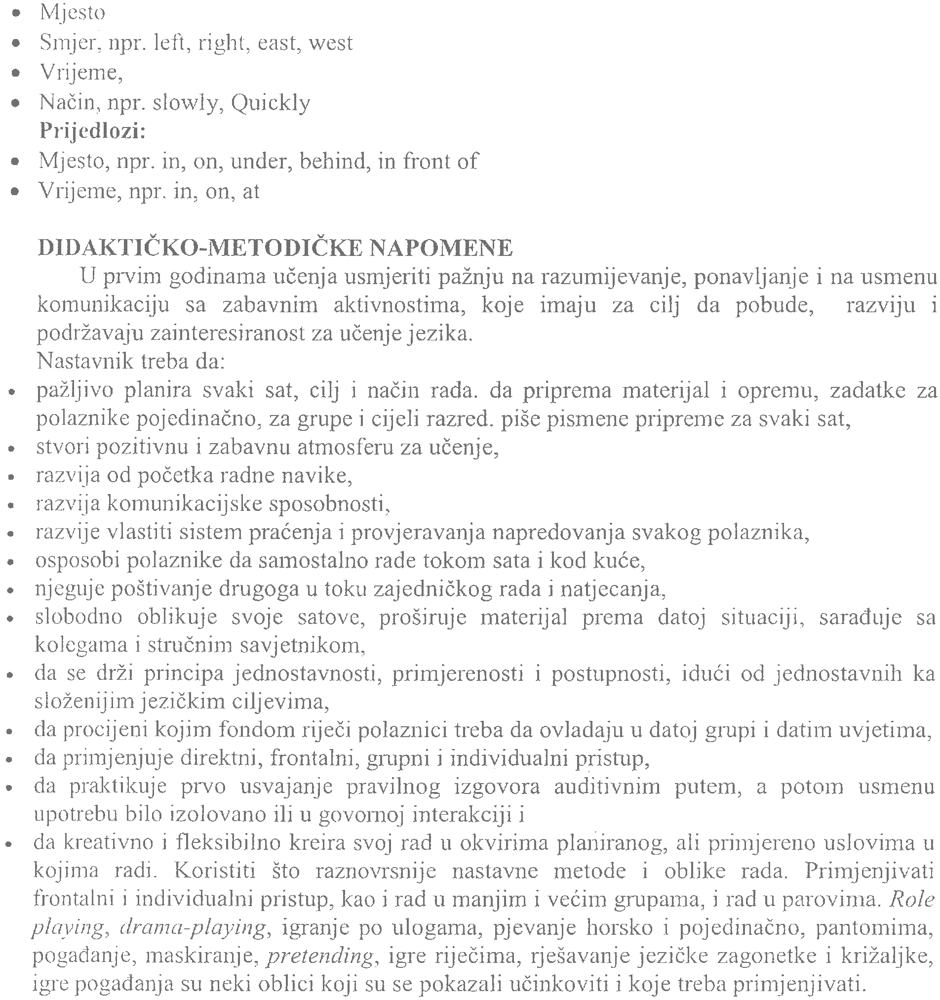 • Mjesto
• Smjer, npr. left, right, east, west
• Vrijeme,
• Način, npr. slowly, Quickly
Prijedlozi:
• Mjesto, npr. in, on, under, behind, in front of
• Vrijeme, npr. in, on, at
DIDAKTIČKO-METODIČKE NAPOMENE
U prvim godinama učenja usmjeriti pažnju na razumijevanje, ponavljanje i na usmenu
komunikaciju sa zabavnim aktivnostima, koje imaju za cilj da pobude, razviju i
podržavaju zainteresiranost za učenje jezika.
Nastavnik treba da:
• pažljivo planira svaki sat, cilj i način rada. da priprema materijal i opremu, zadatke za
polaznike pojedinačno, za grupe i cijeli razred. piše pismene pripreme za svaki sat,
• stvori pozitivnu i zabavnu atmosferu za učenje,
• razvija od početka radne navike,
• razvija komunikacijske sposobnosti,
• razvije vlastiti sistem praćenja i provjeravanja napredovanja svakog polaznika,
• osposobi polaznike da samostalno rade tokom sata i kod kuće,
• njeguje poštivanje drugoga u toku zajedničkog rada i natjecanja,
• slobodno oblikuje svoje satove, proširuje materijal prema datoj situaciji, sarađuje sa
kolegama i stručnim savjetnikom,
• da se drži principa jednostavnosti, primjerenosti i postupnosti, idući od jednostavnih ka
složenijim jezičkim ciljevima,
• da procijeni kojim fondom riječi polaznici treba da ovladaju u datoj grupi i datim uvjetima,
• da primjenjuje direktni, frontalni, grupni i individualni pristup,
• da praktikuje prvo usvajanje pravilnog izgovora auditivnim putem, a potom usmenu
upotrebu bilo izolovano ili u govornoj interakciji i
• da kreativno i fleksibilno kreira svoj rad u okvirima planiranog, ali primjereno uslovima u
kojima radi. Koristiti što raznovrsnije nastavne metode i oblike rada. Primjenjivati
frontalni i individualni pristup, kao i rad u manjim i većim grupama, i rad u parovima. Role
playing, drama-playing, igranje po ulogama, pjevanje horsko i pojedinačno, pantomima,
pogađanje, maskiranje, pretending, igre riječima, rješavanje jezičke zagonetke i križaljke,
igre pogađanja su neki oblici koji su se pokazali učinkoviti i koje treba primjenjivati.